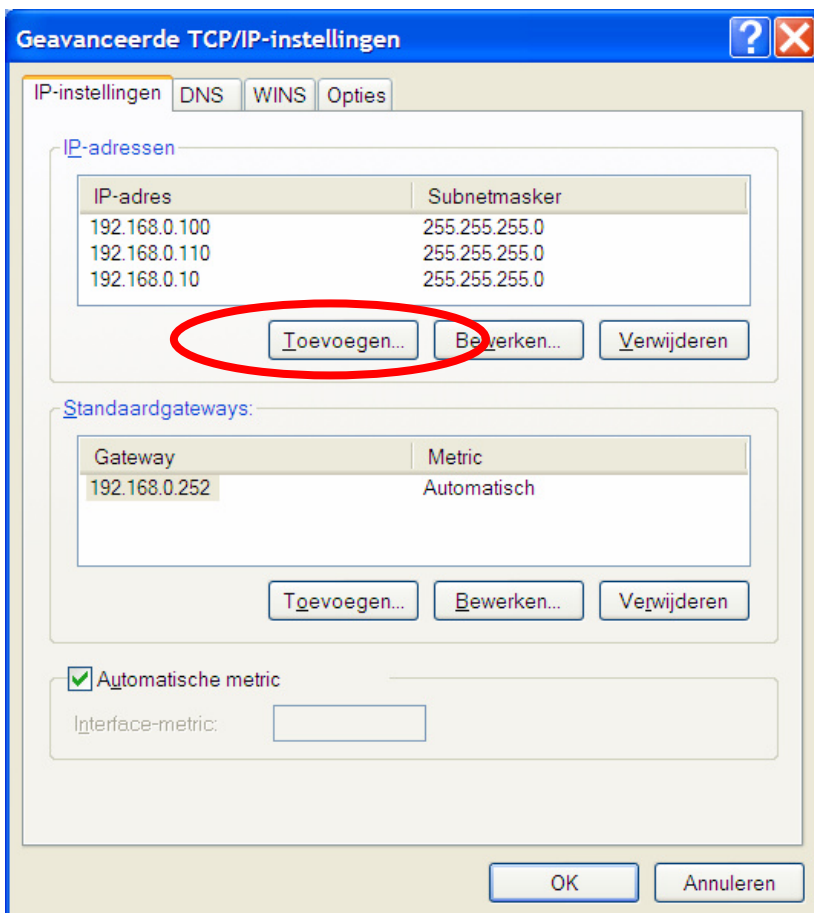 Geavanceerde TCP/IP-instellingen
IP-instellingen DNS WINS Opties
IP-adressen
IP-adres Subnetmasker
192.168.0.100 255.255.255.0
192.168.0.110 255.255.255.0
192.168.0.10 255.255.255.0
Toevoegen... Bewerken... Verwijderen
Standaardgateways:
Gateway Metric
192.168.0.252 Automatisch
Toevoegen... Bewerken... Verwijderen
Automatische metric
Interface-metric:
OK Annuleren